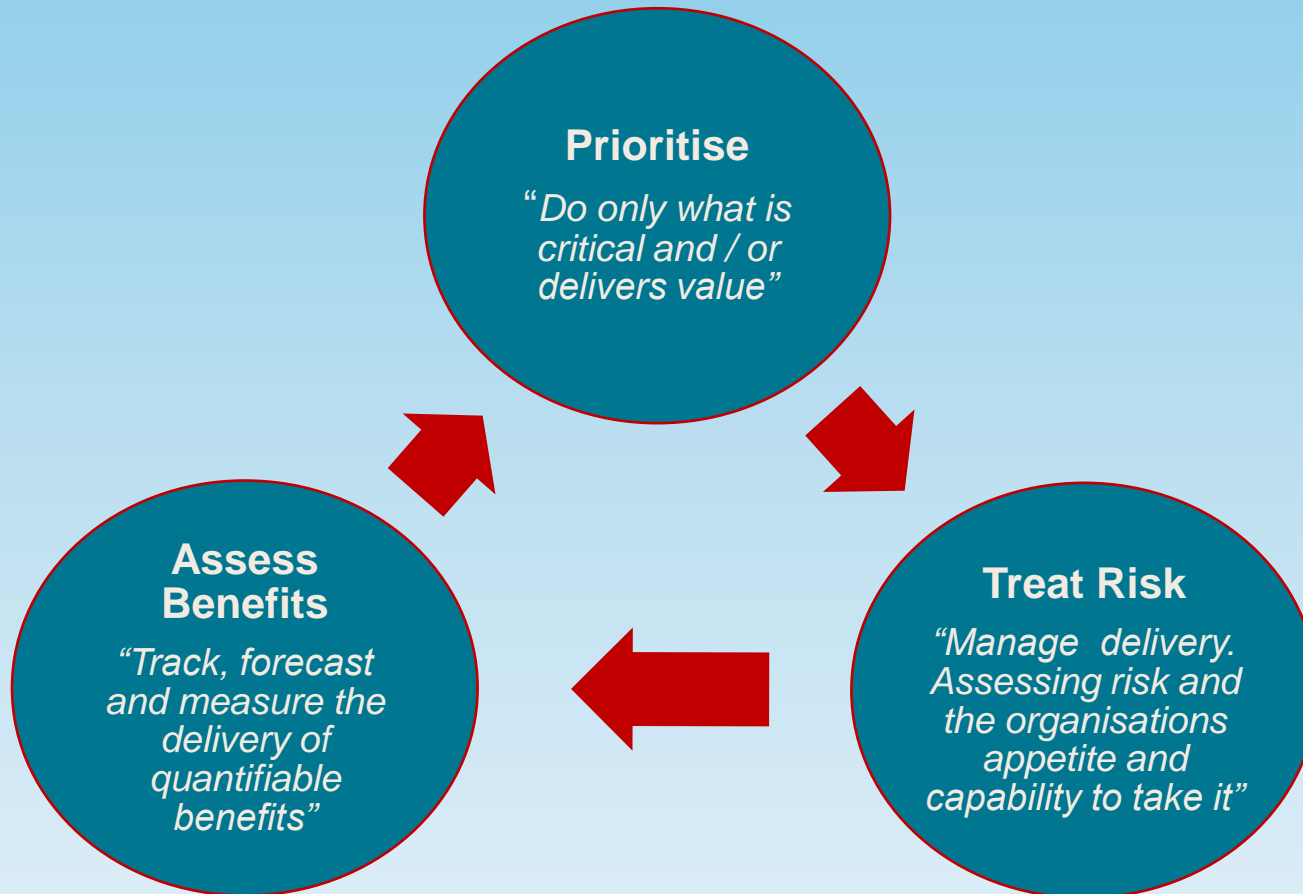 Prioritise
“Do only what is
critical and / or
delivers value”
Assess
Benefits
“Track, forecast
and measure the
delivery of
quantifiable
benefits”
Treat Risk
“Manage  delivery.
Assessing risk and
the organisations
appetite and
capability to take it”